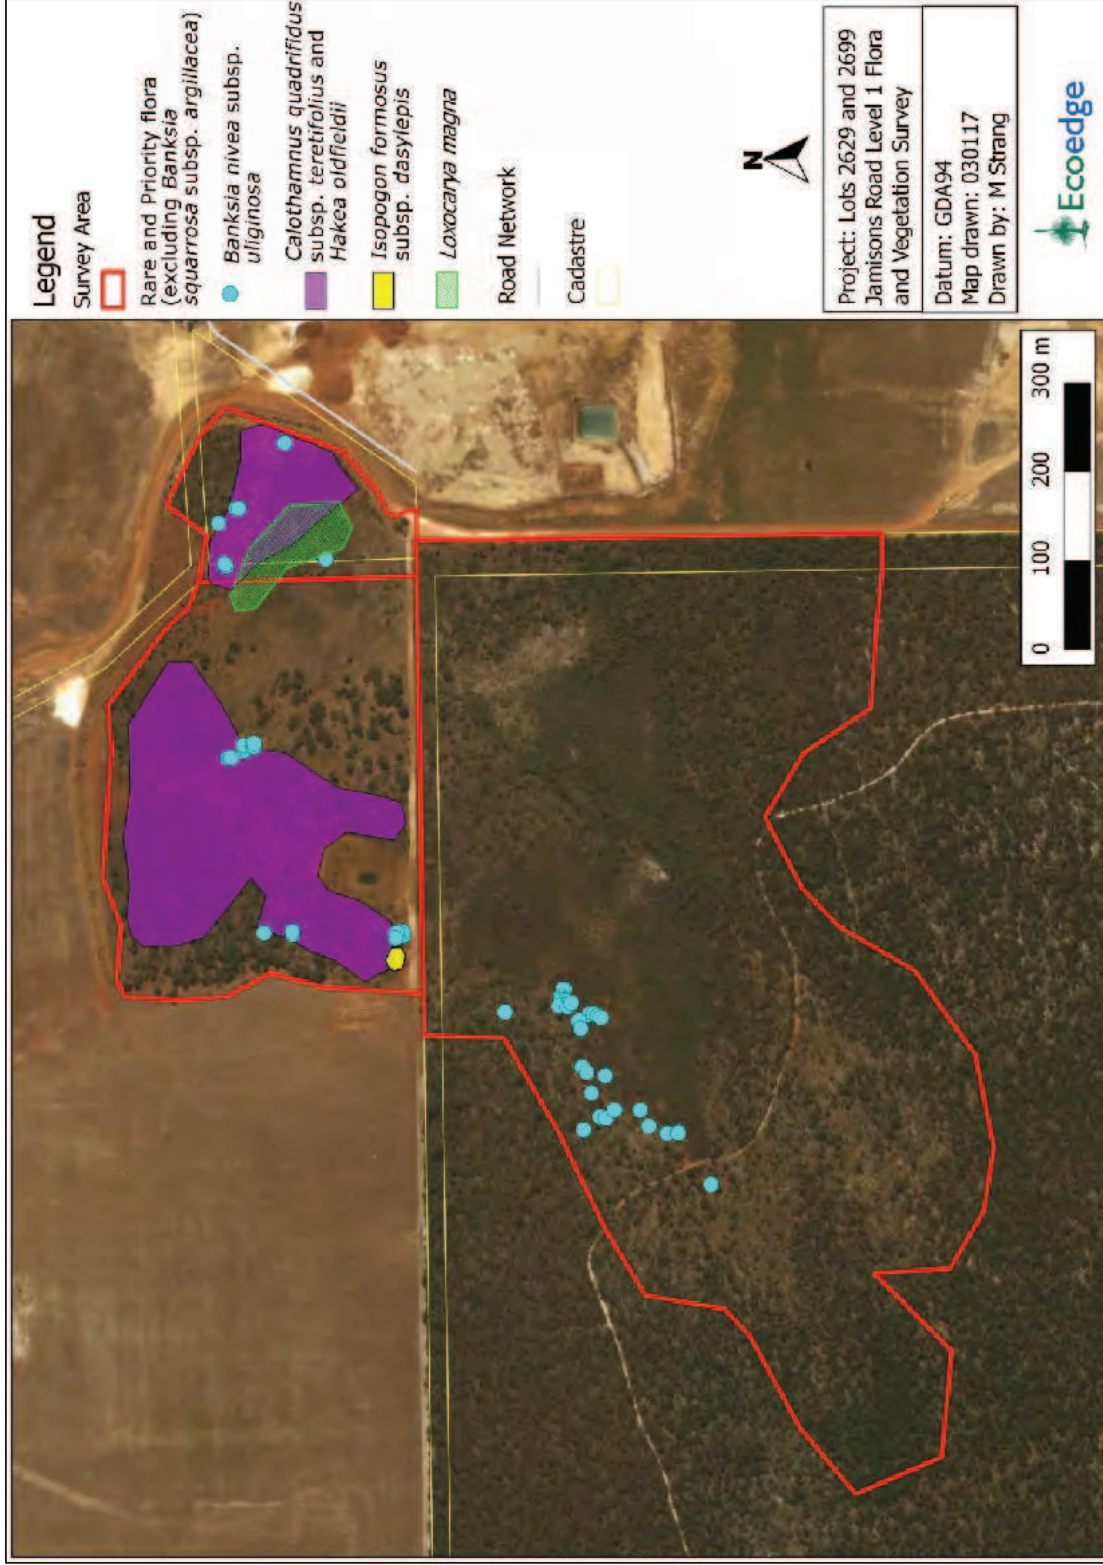 Legend
Survey Area
Rare and Priority flora
(excluding Banksia
squarrosa subsp. argillacea)
Banksia nivea subsp.
uliginosa
Calothamnus quadrifidus
subsp. teretifolius and
Hakea oldfieldii
Isopogon formosus
subsp. dasylepis
Loxocarya magna
Road Network
Cadastre
N
Project: Lots 2629 and 2699
Jamisons Road Level 1 Flora
and Vegetation Survey
Datum: GDA94
Map drawn: 030117
Drawn by: M Strang
Ecoedge
0 100 200 300 m